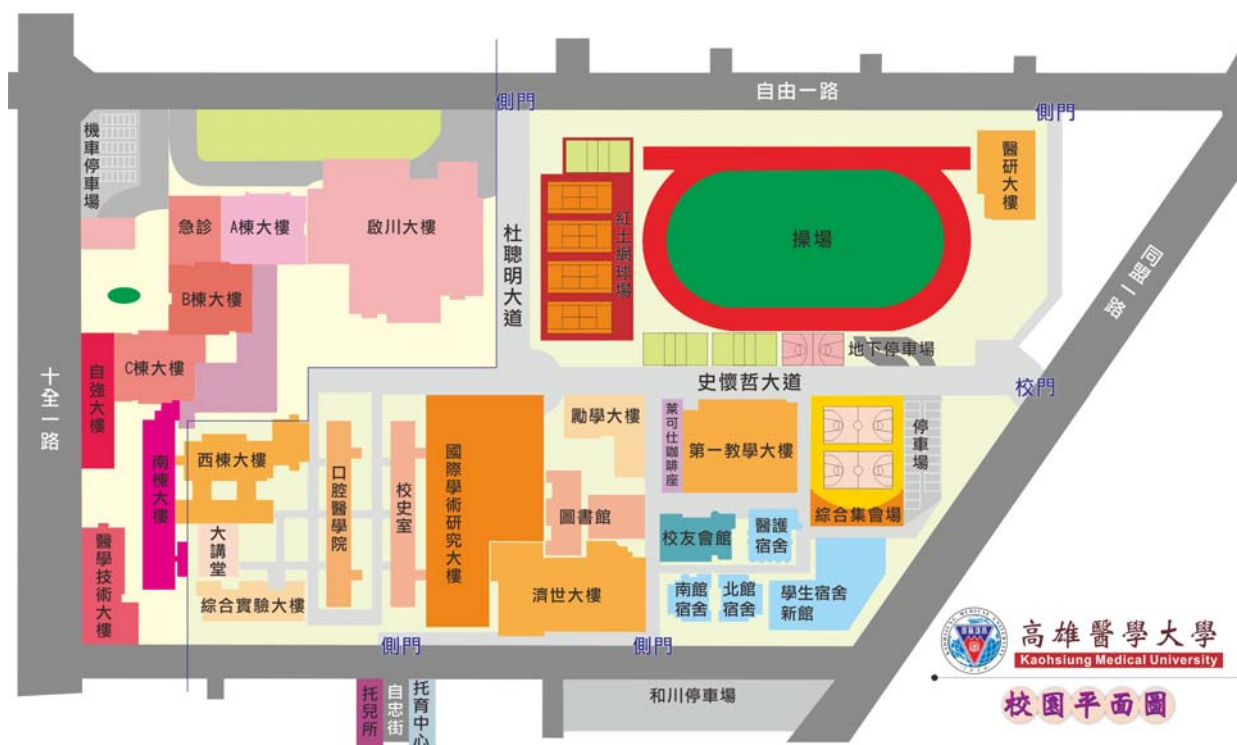 自由一路
側門
側門
機車停車場
醫研大樓
急診
A棟大樓
啟川大樓
杜聰明大道
紅土網球場
操場
同盟一路
B棟大樓
C棟大樓
自強大樓
十全一路
地下停車場
史懷哲大道
校門
南棟大樓
西棟大樓
口腔醫學院
校史室
國際學術研究大樓
勵學大樓
萊可仕咖啡座
第一教學大樓
停車場
綜合集會場
圖書館
大講堂
校友會館
醫護
宿舍
醫學技術大樓
綜合實驗大樓
濟世大樓
南館
宿舍
北館
宿舍
學生宿舍
新館
側門
側門
托兒所
自忠街
托育中心
和川停車場
高雄醫學大學
Kaohsiung Medical University
校園平面圖